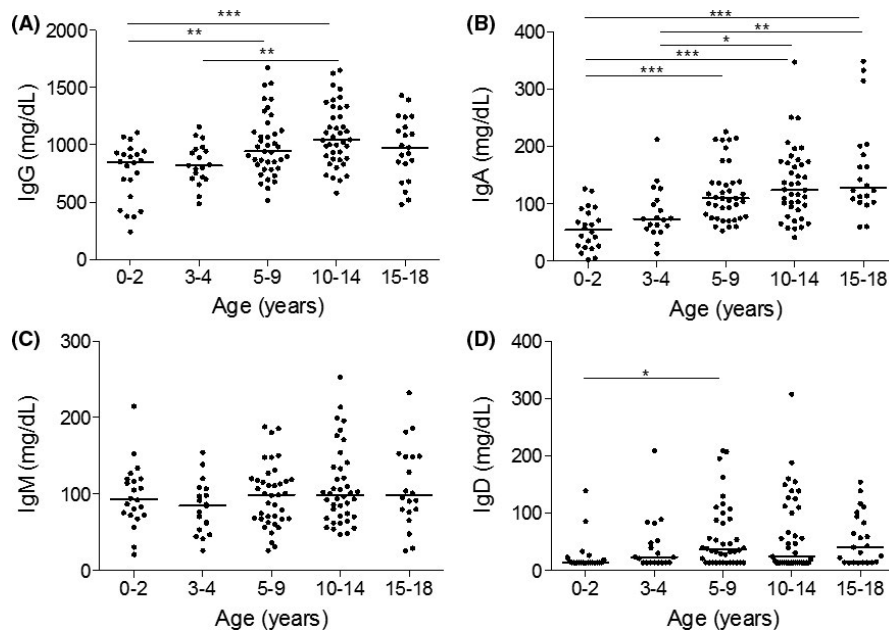 (A)
***
**
**
IgG (mg/dL)
2000
1500
1000
500
0
0-2 3-4 5-9 10-14 15-18
Age (years)
(B)
***
**
*
***
***
IgA (mg/dL)
400
300
200
100
0
0-2 3-4 5-9 10-14 15-18
Age (years)
(C)
IgM (mg/dL)
300
200
100
0
0-2 3-4 5-9 10-14 15-18
Age (years)
(D)
*
IgD (mg/dL)
400
300
200
100
0
0-2 3-4 5-9 10-14 15-18
Age (years)